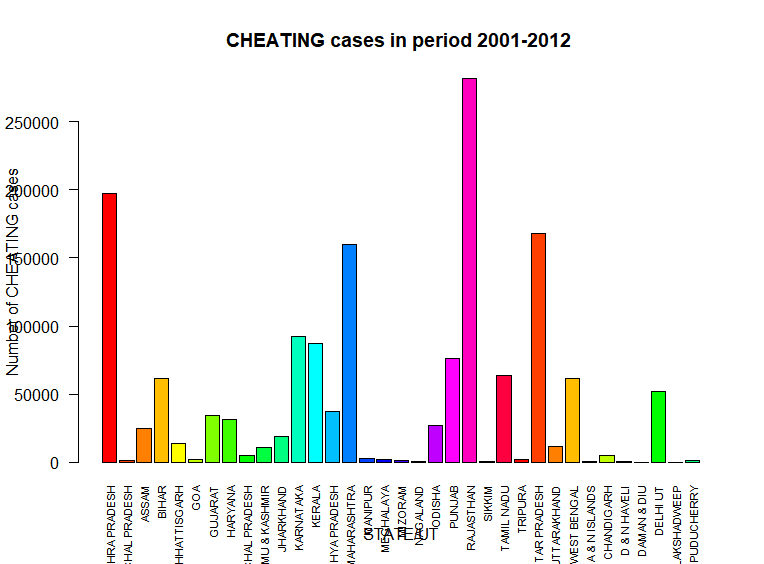 CHEATING cases in period 2001-2012
Number of CHEATING cases
250000
200000
150000
100000
50000
0
HRA PRADESH
CHAL PRADESH
ASSAM
BIHAR
HHATTISGARH
GOA
GUJARAT
HARYANA
CHAL PRADESH
MU & KASHMIR
JHARKHAND
KARNATAKA
KERALA
HYA PRADESH
MAHARASHTRA
MANIPUR
MEGHALAYA
MIZORAM
NAGALAND
ODISHA
PUNJAB
RAJASTHAN
SIKKIM
TAMIL NADU
TRIPURA
TAR PRADESH
UTTARAKHAND
WEST BENGAL
A & N ISLANDS
CHANDIGARH
D & N HAVELI
DAMAN & DIU
DELHI UT
LAKSHADWEEP
PUDUCHERRY
STATE/UT